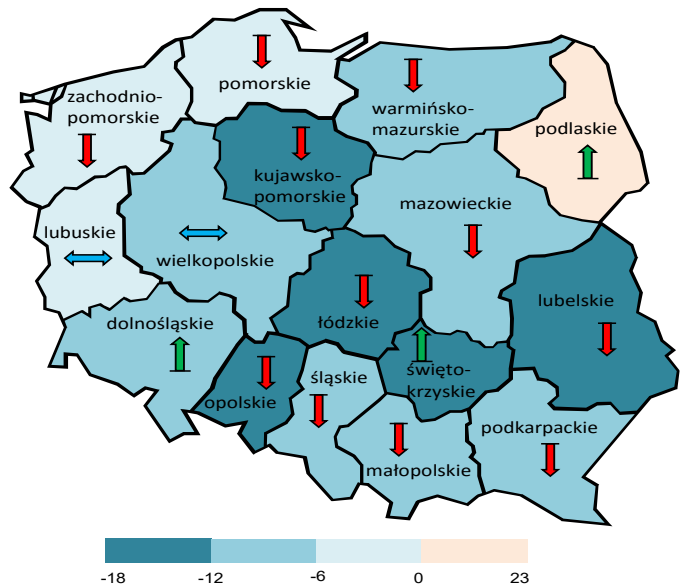 pomorskie
zachodnio-
pomorskie
warmińsko-
mazurskie
podlaskie
kujawsko-
pomorskie
mazowieckie
lubuskie
wielkopolskie
lubelskie
dolnośląskie
łódzkie
święto-
krzyskie
śląskie
opolskie
podkarpackie
małopolskie
-18 -12 -6 0 23